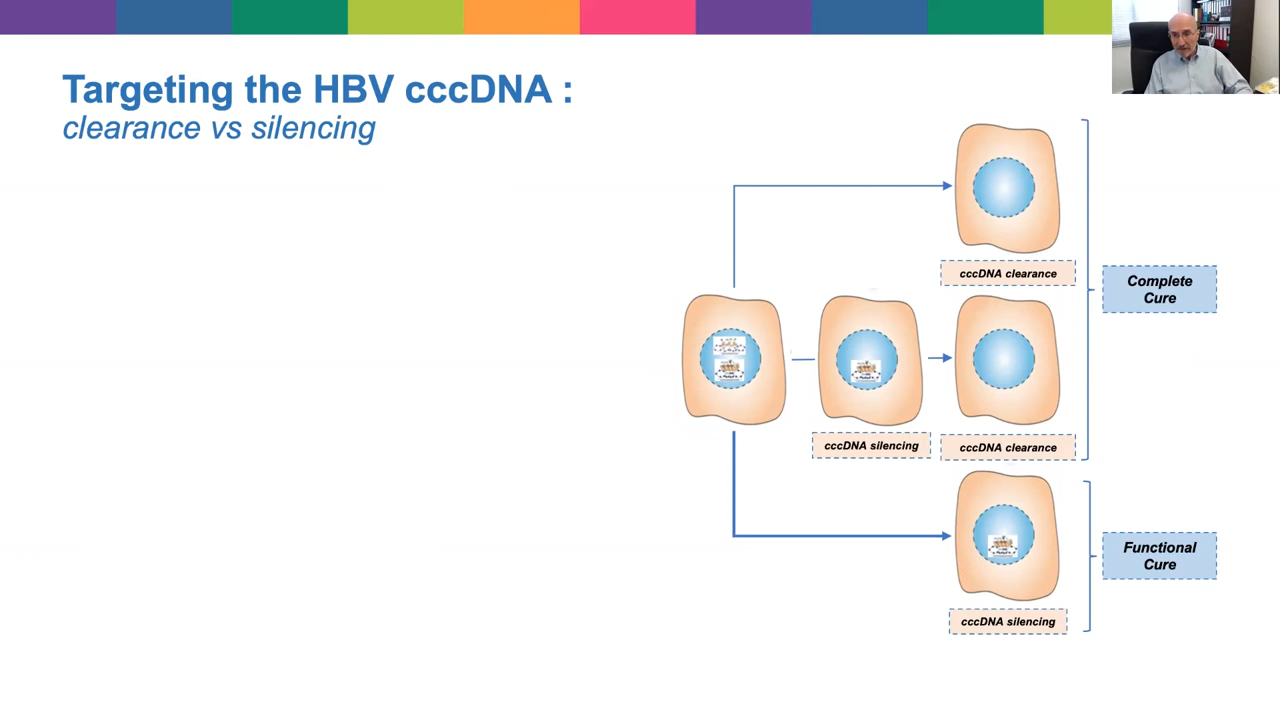 Targeting the HBV cccDNA :
clearance vs silencing
cccDNA clearance
Complete
Cure
cccDNA silencing
cccDNA clearance
Functional
Cure
cccDNA silencing